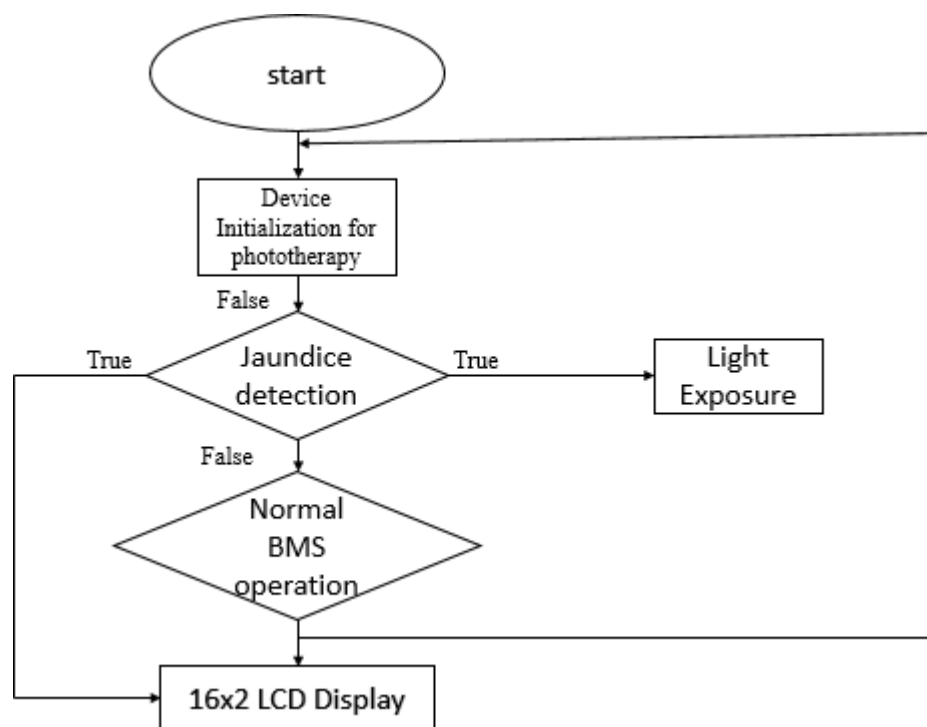 start
Device
Initialization for
phototherapy
False
True
Jaundice
detection
True
Light
Exposure
False
Normal
BMS
operation
16x2 LCD Display